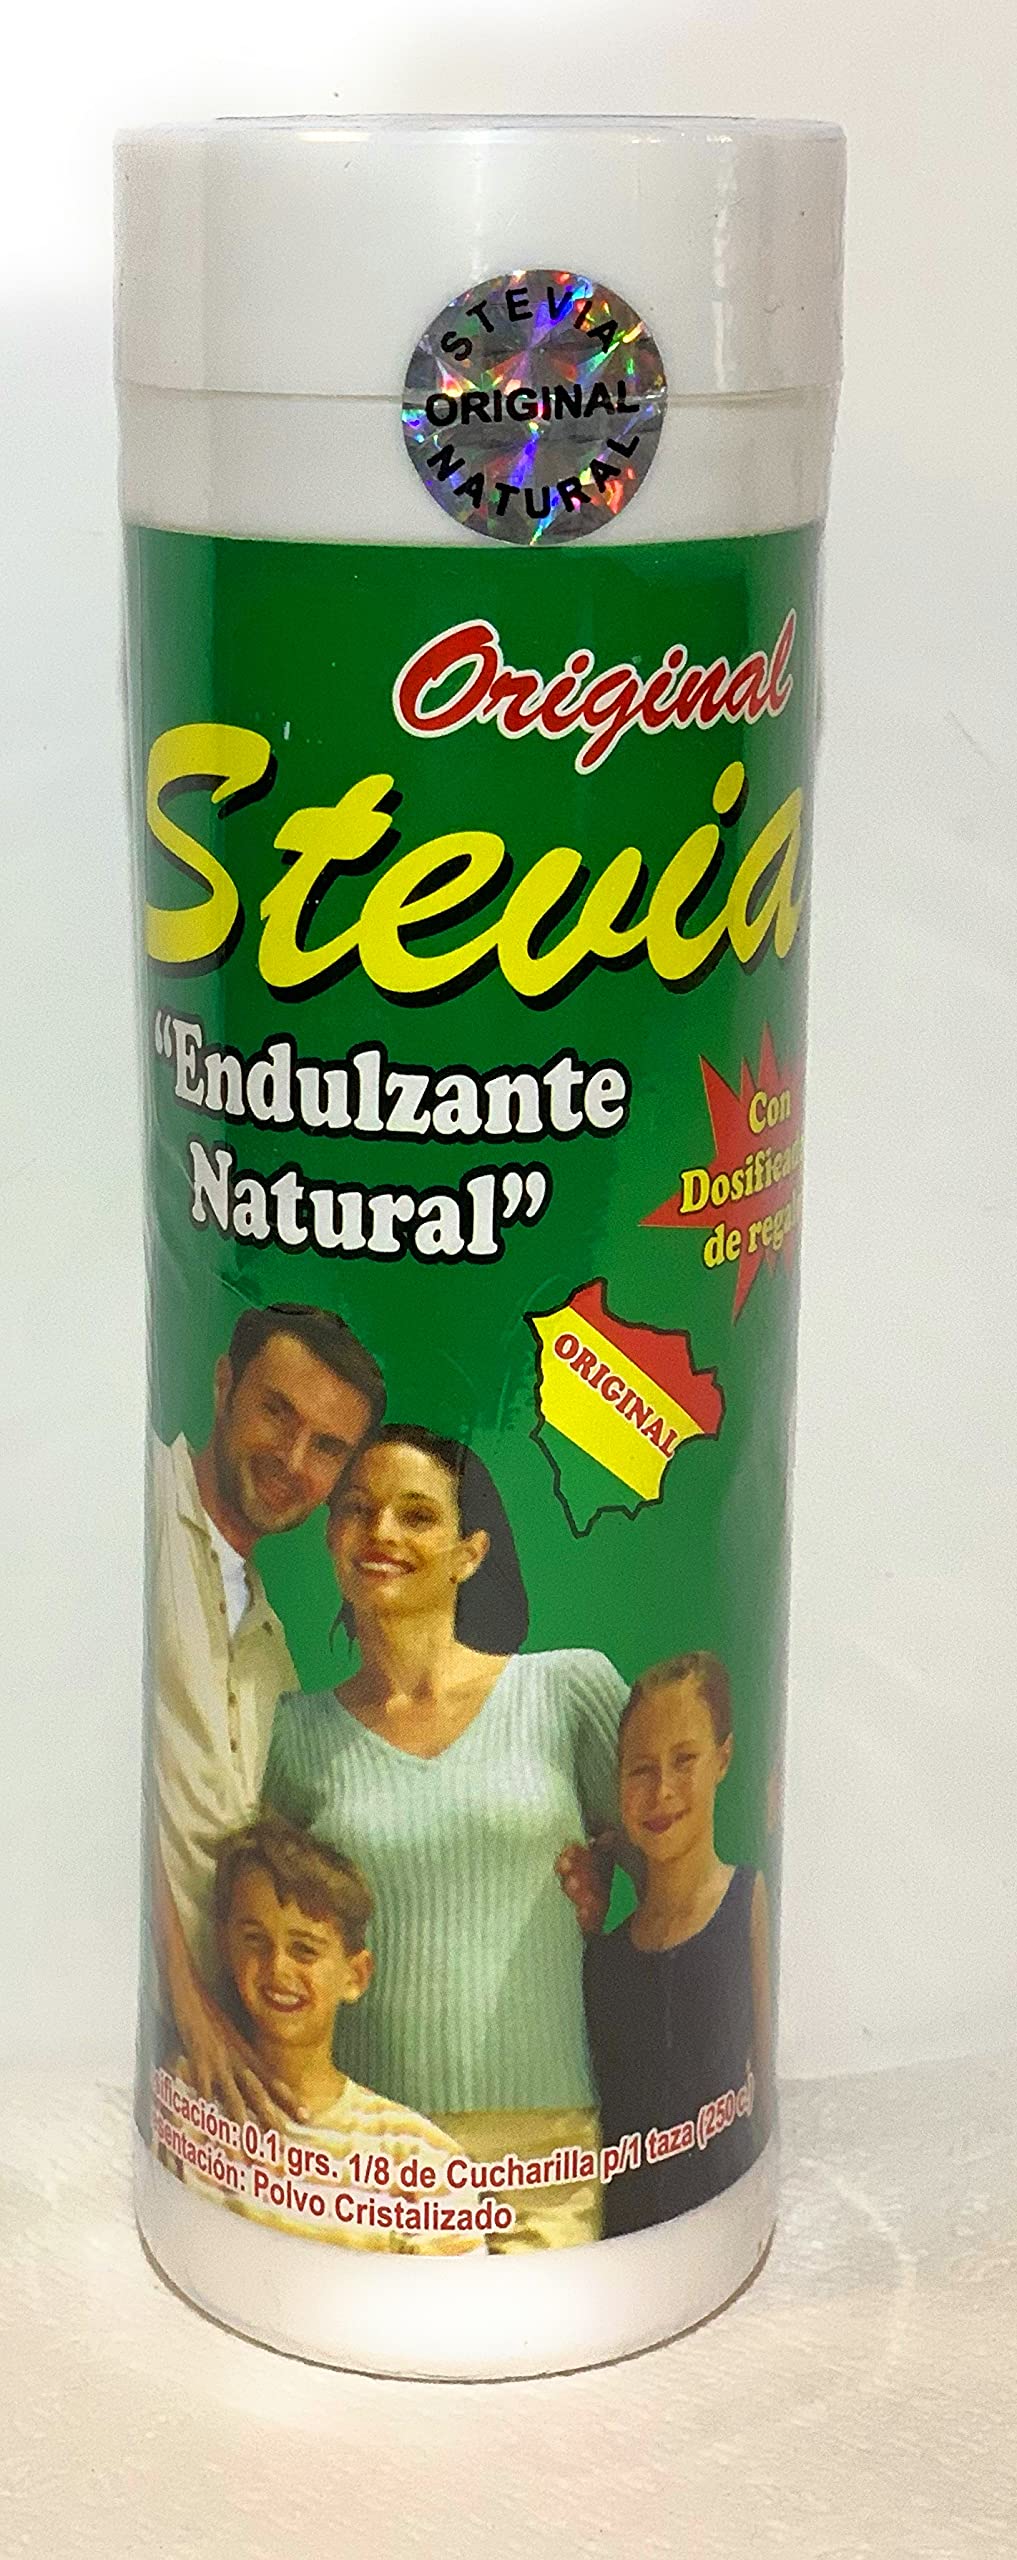 STEVIA
ORIGINAL
NATURAL
Original
Stevia
“Endulzante
Natural”
Con
de
ORIGINAL
0.1 grs. 1/8 de Cucharilla p/1 taza (250 c.)
Polvo Cristalizado